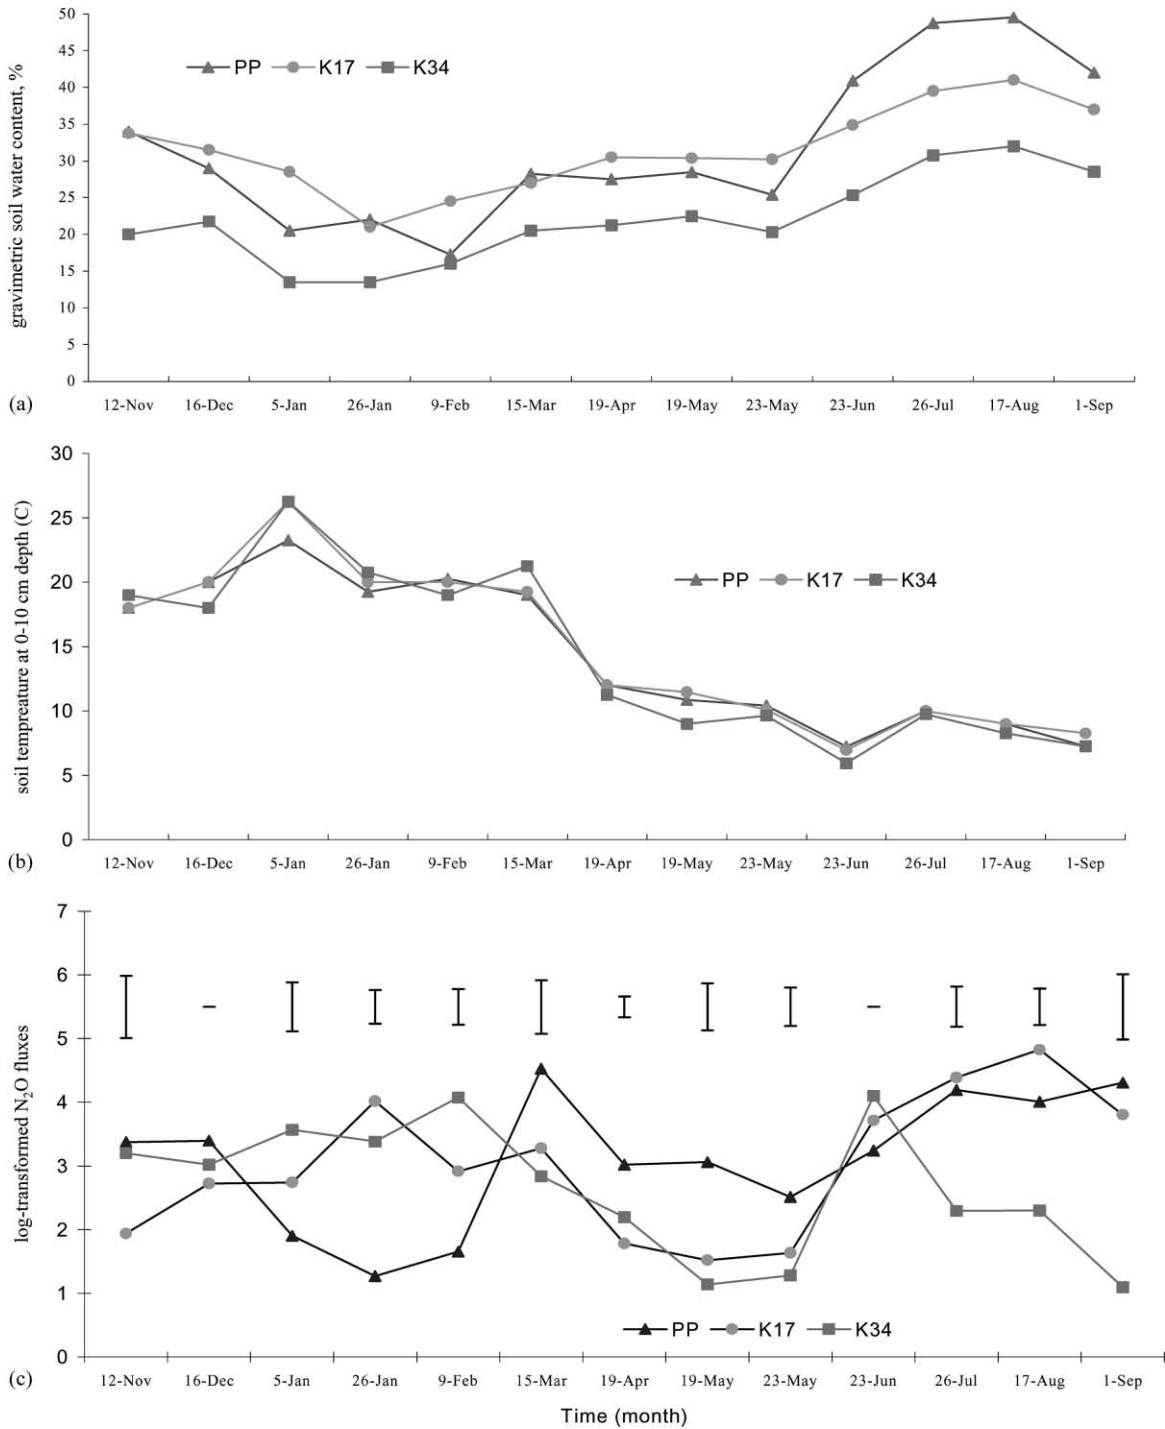 50
45
40
35
30
25
20
15
10
5
0
gravimetric soil water content, %
PP K17 K34
(a)
12-Nov 16-Dec 5-Jan 26-Jan 9-Feb 15-Mar 19-Apr 19-May 23-May 23-Jun 26-Jul 17-Aug 1-Sep
30
25
20
15
10
5
0
soil tempreature at 0-10 cm depth (C)
PP K17 K34
(b)
12-Nov 16-Dec 5-Jan 26-Jan 9-Feb 15-Mar 19-Apr 19-May 23-May 23-Jun 26-Jul 17-Aug 1-Sep
7
6
5
4
3
2
1
0
log-transformed N₂O fluxes
PP K17 K34
(c)
12-Nov 16-Dec 5-Jan 26-Jan 9-Feb 15-Mar 19-Apr 19-May 23-May 23-Jun 26-Jul 17-Aug 1-Sep
Time (month)